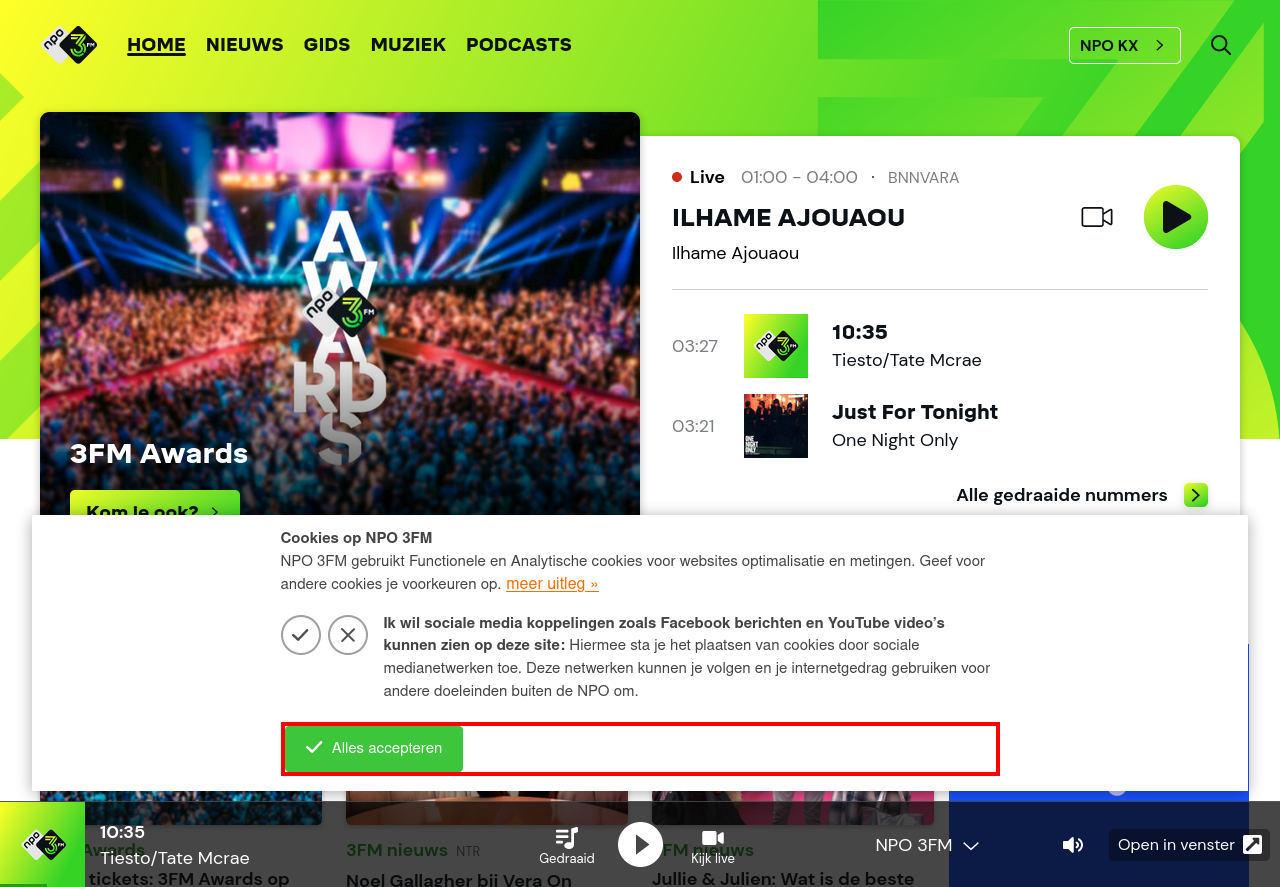 npo 3FM HOME NIEUWS GIDS MUZIEK PODCASTS NPO KX
Live 01:00 - 04:00 · BNNVARA
ILHAME AJOUAOU
Ilhame Ajouaou
AWARDS
npo 3FM
3FM Awards
Kom je ook?
03:27 10:35
Tiesto/Tate Mcrae
03:21 Just For Tonight
One Night Only
ONE NIGHT ONLY
Alle gedraaide nummers
Cookies op NPO 3FM
NPO 3FM gebruikt Functionele en Analytische cookies voor websites optimalisatie en metingen. Geef voor
andere cookies je voorkeuren op. meer uitleg »
Ik wil sociale media koppelingen zoals Facebook berichten en YouTube video's
kunnen zien op deze site: Hiermee sta je het plaatsen van cookies door sociale
medianetwerken toe. Deze netwerken kunnen je volgen en je internetgedrag gebruiken voor
andere doeleinden buiten de NPO om.
Alles accepteren
10:35
Tiesto/Tate Mcrae
Gedraaid
Kijk live
NPO 3FM
Open in venster
Awards
3FM nieuws NTR
3FM nieuws
tickets: 3FM Awards op
Noel Gallagher bij Vera On
Jullie & Julien: Wat is de beste